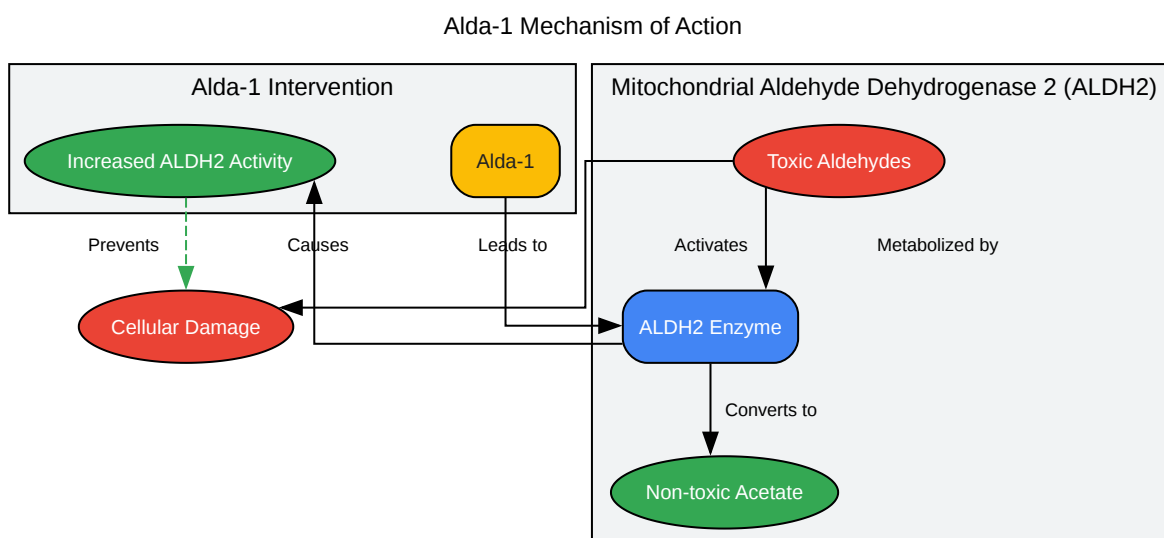 Alda-1 Mechanism of Action
Alda-1 Intervention
Mitochondrial Aldehyde Dehydrogenase 2 (ALDH2)
Increased ALDH2 Activity
Alda-1
Toxic Aldehydes
Prevents
Causes
Leads to
Activates
Metabolized by
Cellular Damage
ALDH2 Enzyme
Converts to
Non-toxic Acetate